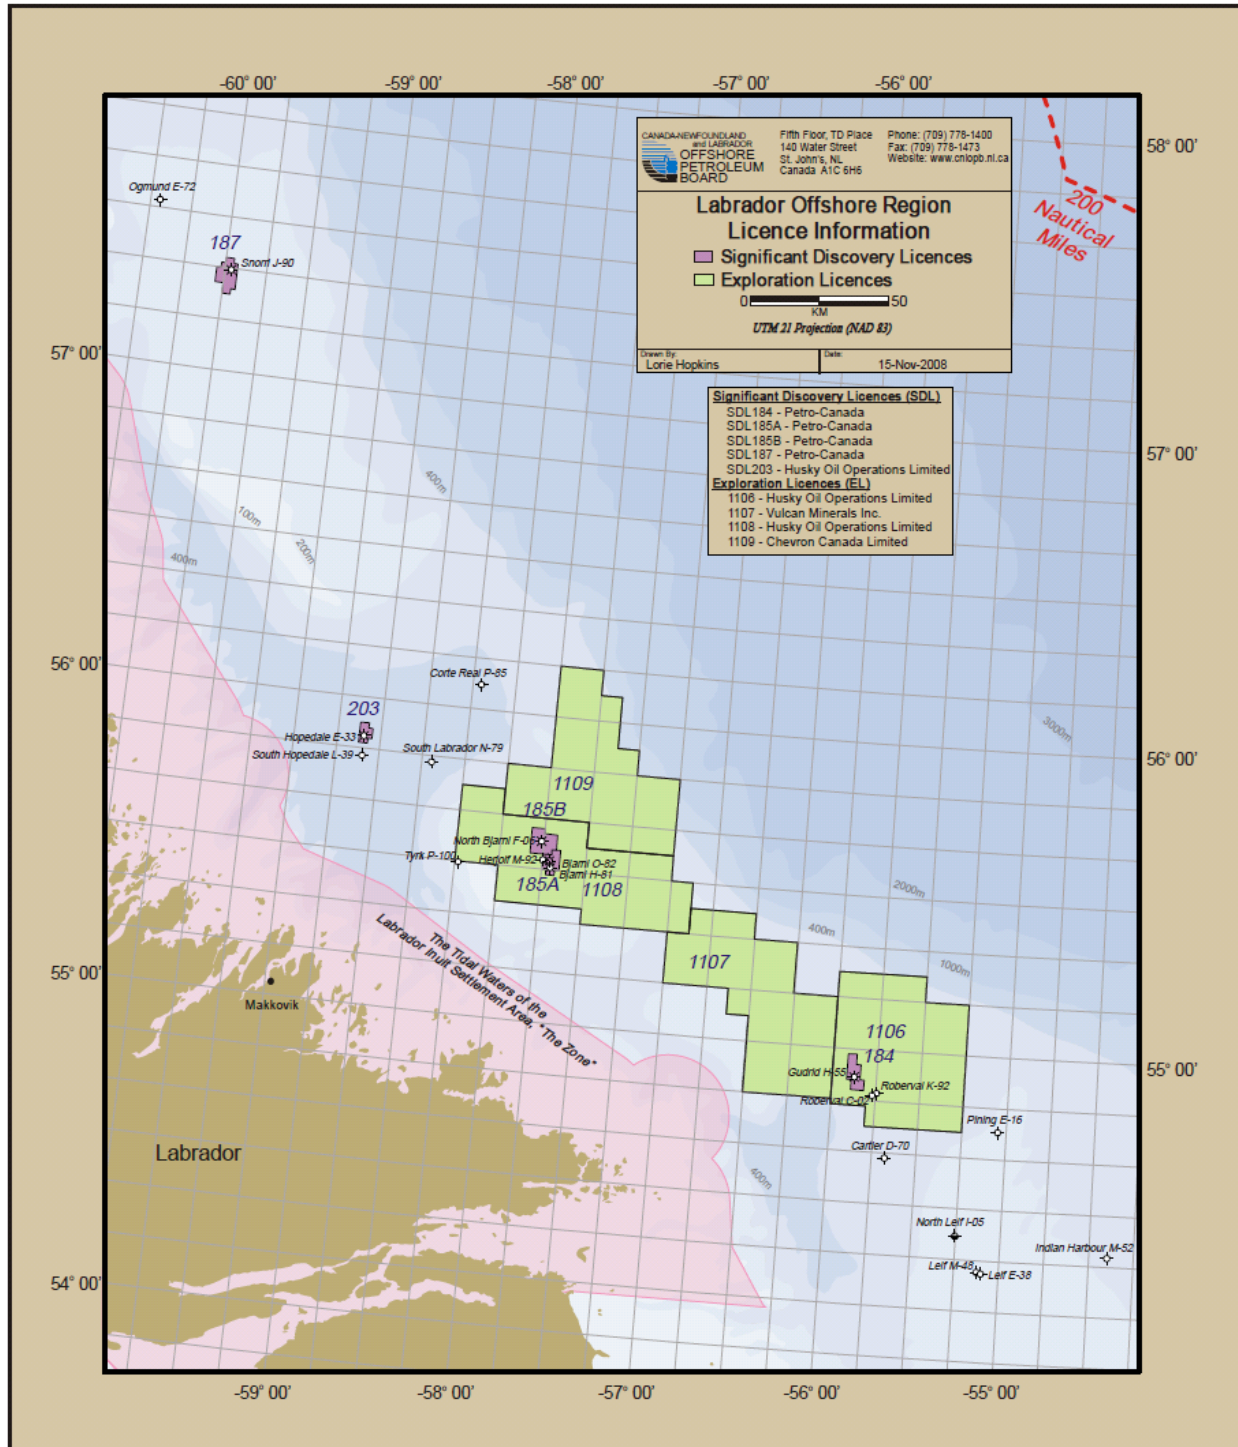 -60° 00'
-59° 00'
-58° 00'
-57° 00'
-56° 00'
CANADA-NEWFOUNDLAND
and LABRADOR
OFFSHORE
PETROLEUM
BOARD
Fifth Floor, TD Place
140 Water Street
St. John's, NL
Canada A1C 6H6
Phone: (709) 778-1400
Fax: (709) 778-1473
Website: www.cnlopb.nl.ca
Labrador Offshore Region
Licence Information
Significant Discovery Licences
Exploration Licences
0 50
KM
UTM 21 Projection (NAD 83)
Drawn By:
Lorie Hopkins
Date:
15-Nov-2008
Significant Discovery Licences (SDL)
SDL184 - Petro-Canada
SDL185A - Petro-Canada
SDL185B - Petro-Canada
SDL187 - Petro-Canada
SDL203 - Husky Oil Operations Limited
Exploration Licences (EL)
1106 - Husky Oil Operations Limited
1107 - Vulcan Minerals Inc.
1108 - Husky Oil Operations Limited
1109 - Chevron Canada Limited
200
Nautical
Miles
58° 00'
57° 00'
56° 00'
55° 00'
57° 00'
56° 00'
55° 00'
54° 00'
Ogmund E-72
187
Snorri J-90
400m
100m
200m
400m
Corte Real P-85
203
Hopedale E-33
South Hopedale L-39
South Labrador N-79
3000m
1109
185B
North Bjarni F-06
Tyrk P-100
Herjolf M-92
Bjarni O-82
Bjarni H-81
185A
1108
2000m
400m
1000m
The Tidal Waters of the
Labrador Inuit Settlement Area, "The Zone"
1107
Makkovik
1106
184
Gudrid H-55
Roberval K-92
Roberval C-02
Pining E-16
Cartier D-70
400m
Labrador
North Leif I-05
Indian Harbour M-52
Leif M-48
Leif E-38
-59° 00'
-58° 00'
-57° 00'
-56° 00'
-55° 00'